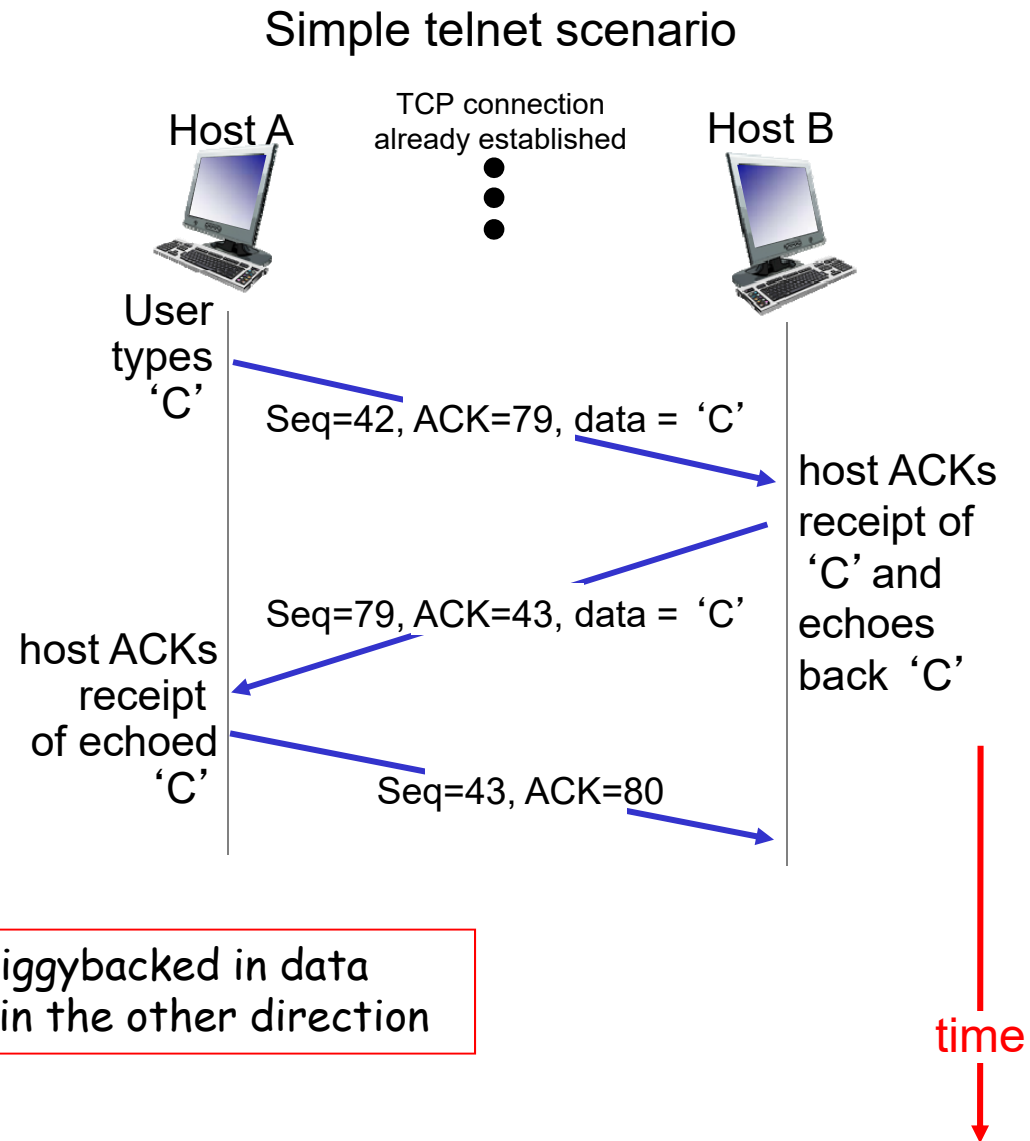 Simple telnet scenario
TCP connection
already established
Host A
Host B
User
types
‘C’
Seq=42, ACK=79, data = ‘C’
host ACKs
receipt of
‘C’ and
echoes
back ‘C’
Seq=79, ACK=43, data = ‘C’
host ACKs
receipt
of echoed
‘C’
Seq=43, ACK=80
iggybacked in data
in the other direction
time